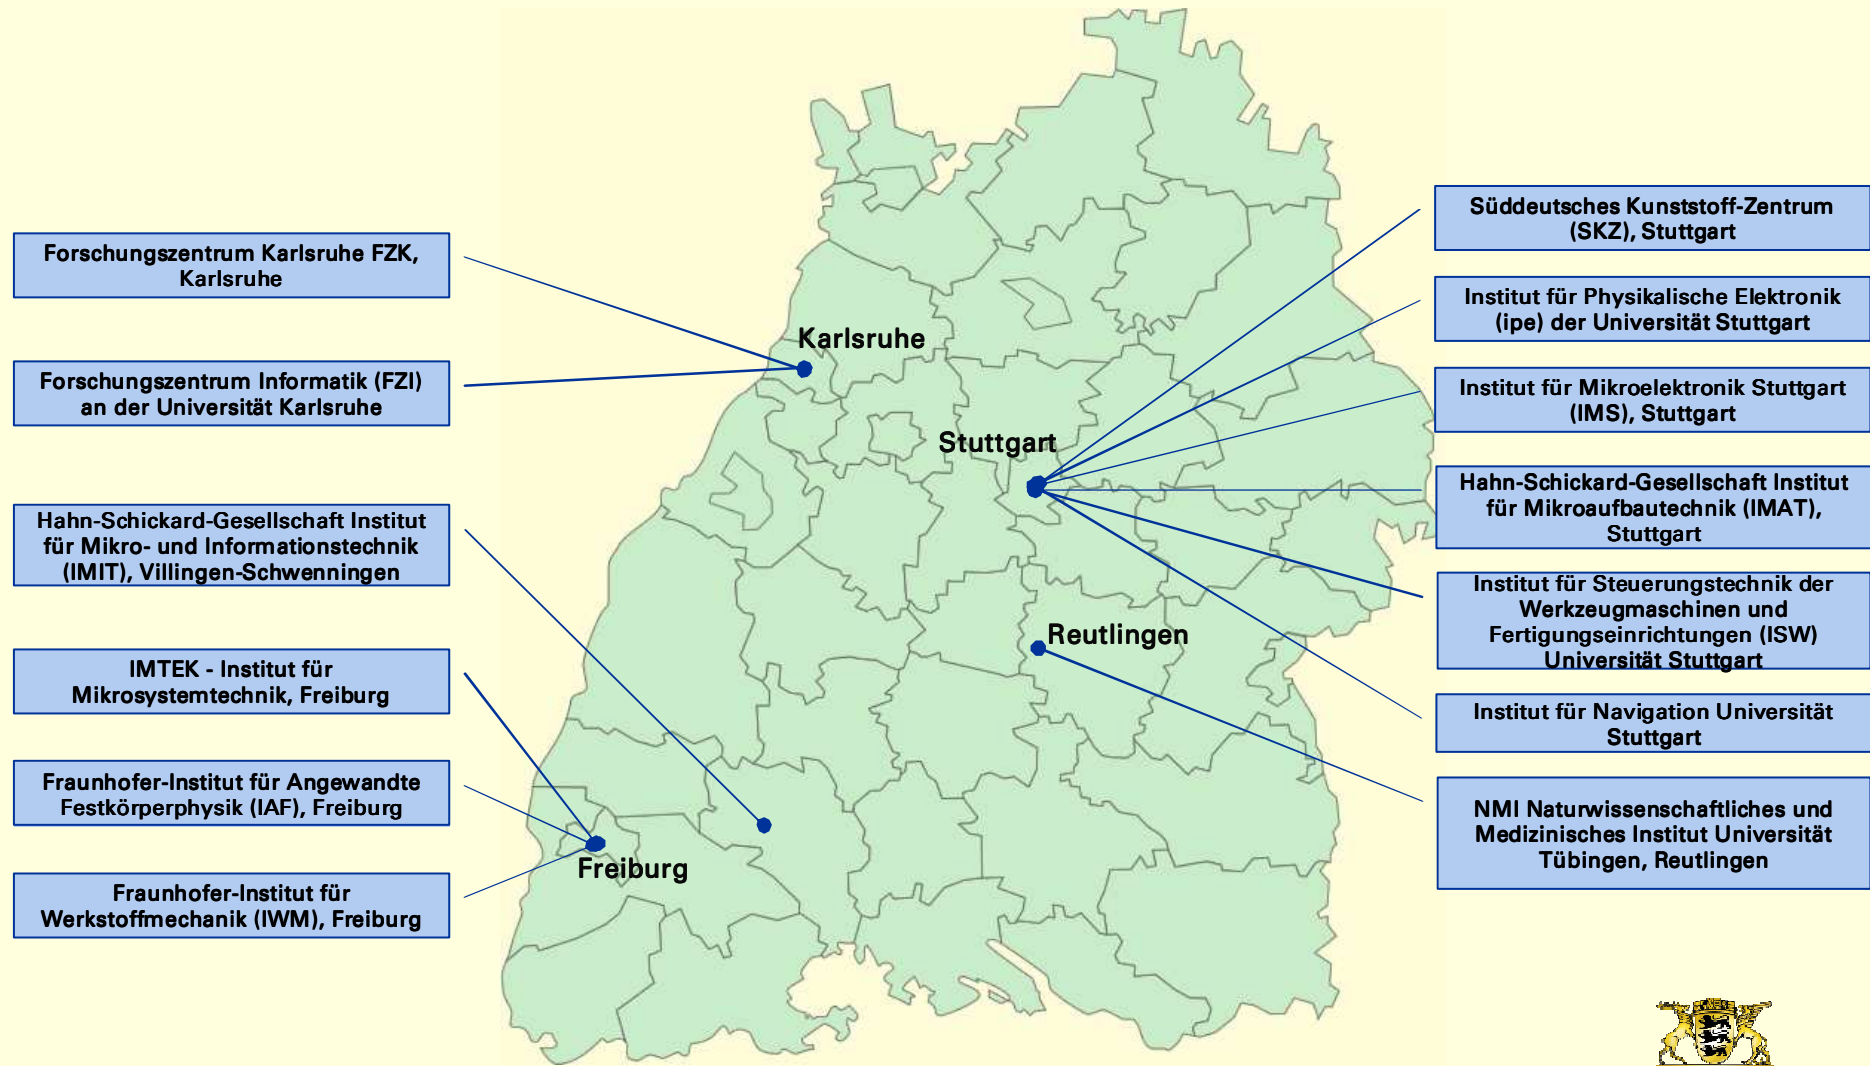 Forschungszentrum Karlsruhe FZK,
Karlsruhe
Forschungszentrum Informatik (FZI)
an der Universität Karlsruhe
Hahn-Schickard-Gesellschaft Institut
für Mikro- und Informationstechnik
(IMIT), Villingen-Schwenningen
IMTEK - Institut für
Mikrosystemtechnik, Freiburg
Fraunhofer-Institut für Angewandte
Festkörperphysik (IAF), Freiburg
Fraunhofer-Institut für
Werkstoffmechanik (IWM), Freiburg
Karlsruhe
Stuttgart
Reutlingen
Freiburg
Süddeutsches Kunststoff-Zentrum
(SKZ), Stuttgart
Institut für Physikalische Elektronik
(ipe) der Universität Stuttgart
Institut für Mikroelektronik Stuttgart
(IMS), Stuttgart
Hahn-Schickard-Gesellschaft Institut
für Mikroaufbautechnik (IMAT),
Stuttgart
Institut für Steuerungstechnik der
Werkzeugmaschinen und
Fertigungseinrichtungen (ISW)
Universität Stuttgart
Institut für Navigation Universität
Stuttgart
NMI Naturwissenschaftliches und
Medizinisches Institut Universität
Tübingen, Reutlingen